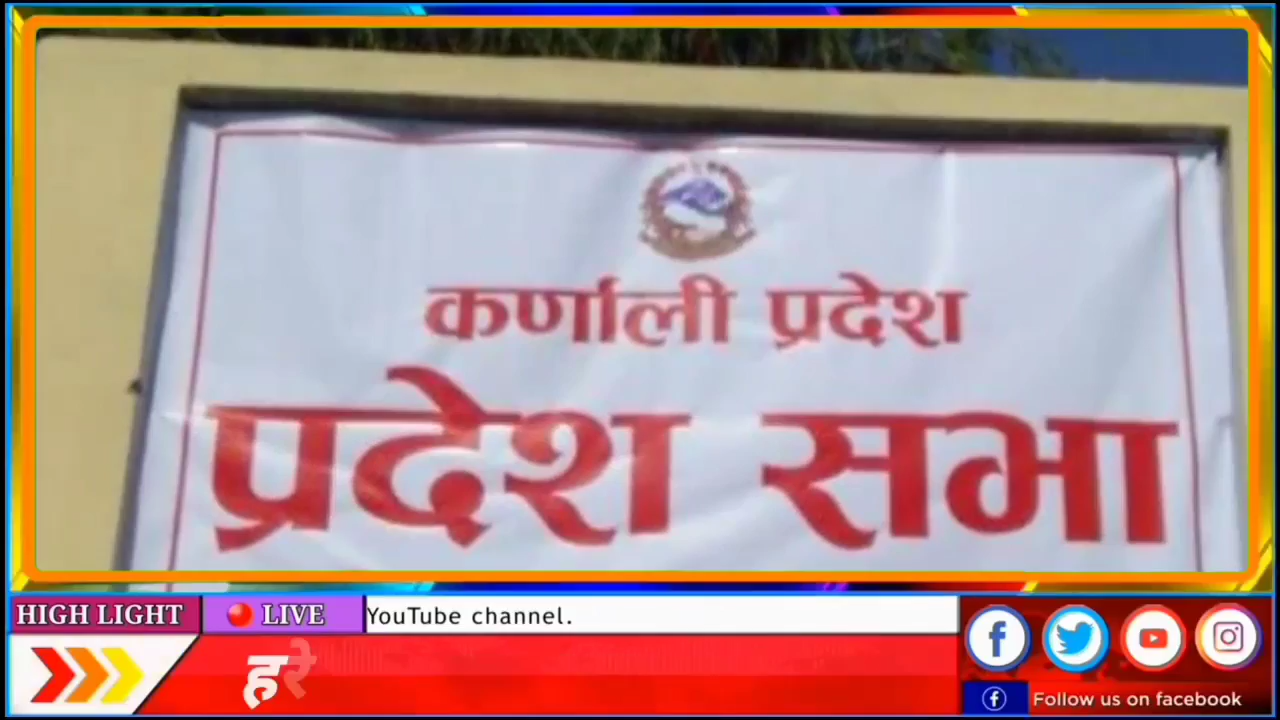 कर्णाली प्रदेश
प्रदेश सभा
HIGH LIGHT
LIVE
YouTube channel.
हरे
Follow us on facebook